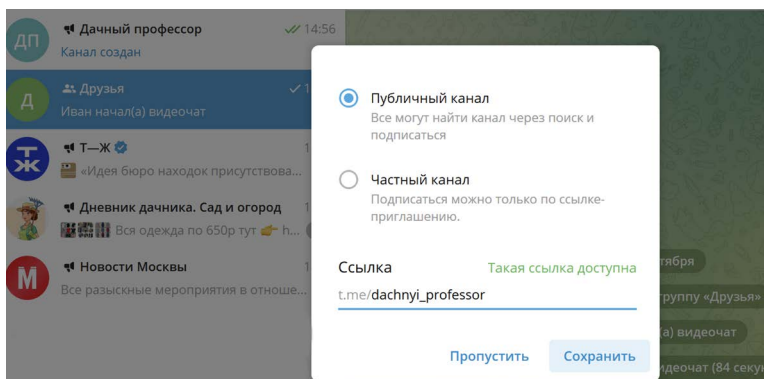 ДП
Дачный профессор
14:56
Канал создан
Д
Друзья
Иван начал(а) видеочат
Т—Ж
Т Ж
«Идея бюро находок присутствова...
Дневник дачника. Сад и огород
Вся одежда по 650р тут
М
Новости Москвы
Все разыскные мероприятия в отноше...
Публичный канал
Все могут найти канал через поиск и
подписаться
Частный канал
Подписаться можно только по ссылке-
приглашению.
Ссылка
Такая ссылка доступна
t.me/dachnyi_professor
Пропустить
Сохранить
группу «Друзья»
видеочат
(84